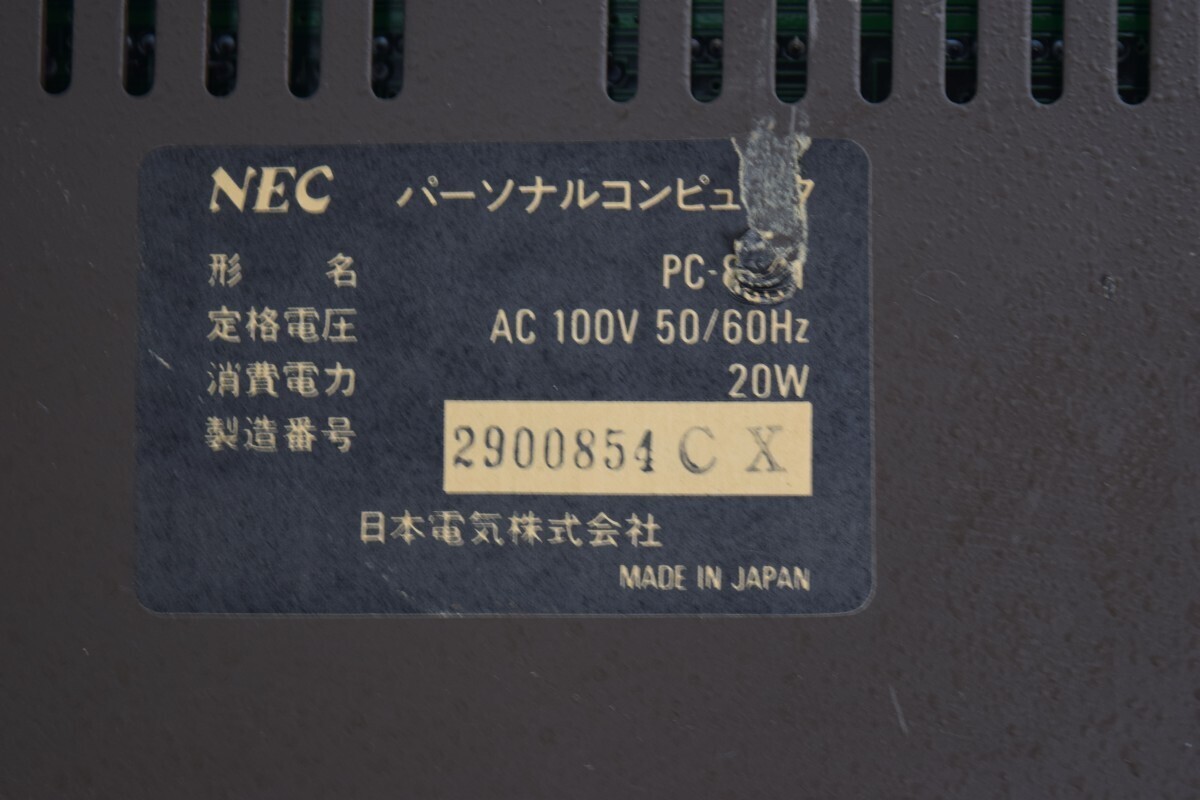 NEC パーソナルコンピュータ
形名
定格電圧 AC 100V 50/60Hz
消費電力 20W
製造番号 2900854 C X
日本電気株式会社
MADE IN JAPAN